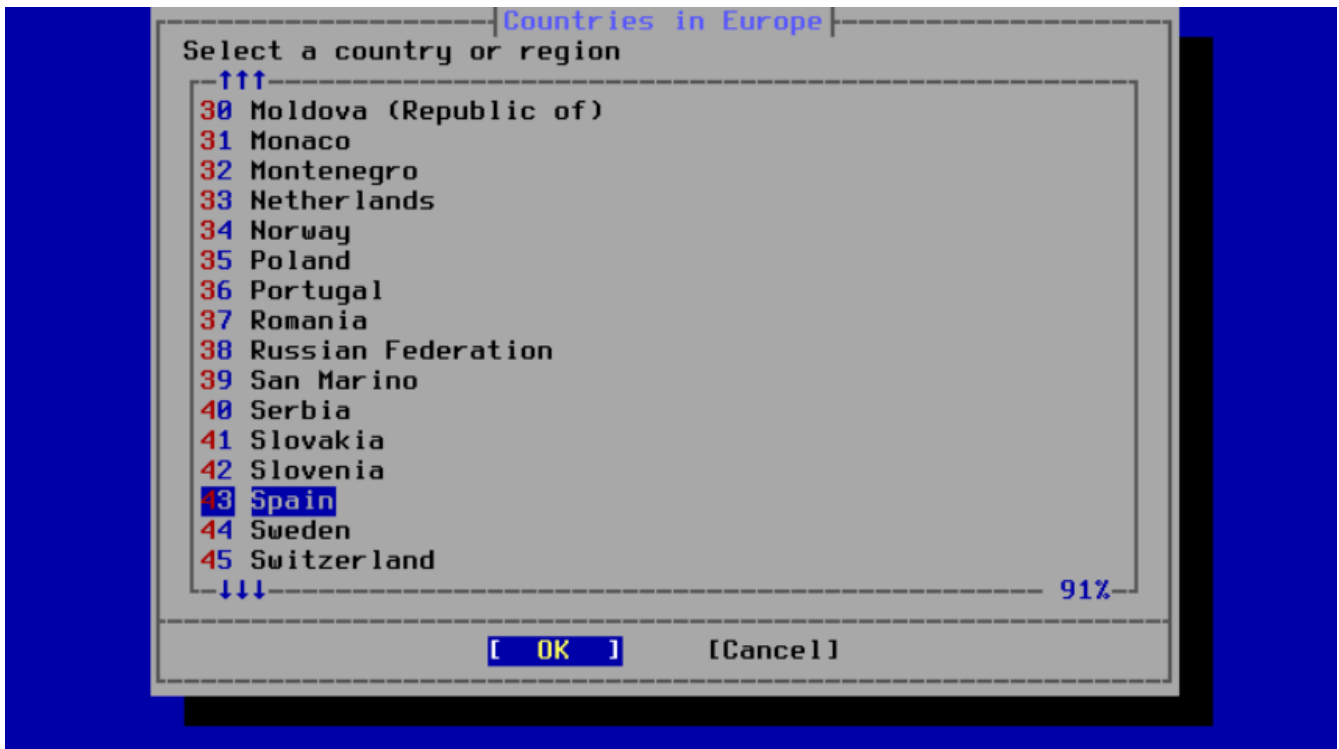 Countries in Europe
Select a country or region
↑↑↑
30 Moldova (Republic of)
31 Monaco
32 Montenegro
33 Netherlands
34 Norway
35 Poland
36 Portugal
37 Romania
38 Russian Federation
39 San Marino
40 Serbia
41 Slovakia
42 Slovenia
43 Spain
44 Sweden
45 Switzerland
↓↓↓ 91%
[ OK ] [Cancel]